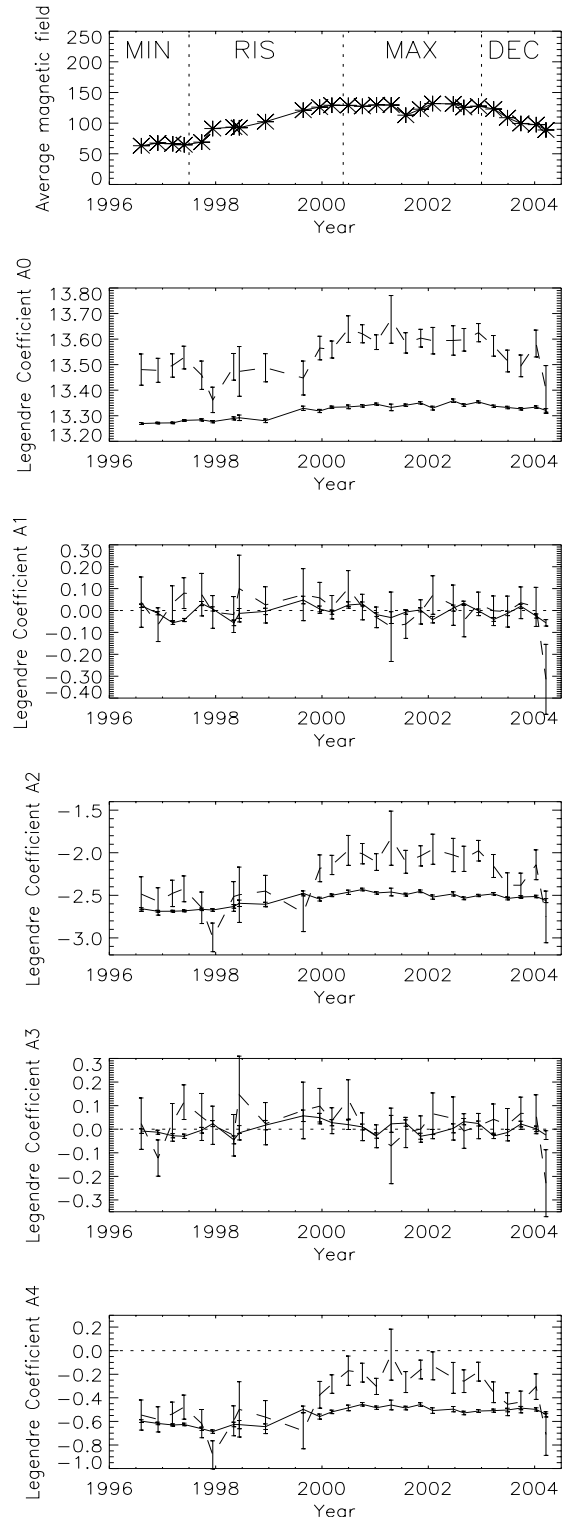 Average magnetic field
250
200
150
100
50
0
MIN RIS MAX DEC
1996 1998 2000 2002 2004
Year
Legendre Coefficient A0
13.80
13.70
13.60
13.50
13.40
13.30
13.20
1996 1998 2000 2002 2004
Year
Legendre Coefficient A1
0.30
0.20
0.10
0.00
-0.10
-0.20
-0.30
-0.40
1996 1998 2000 2002 2004
Year
Legendre Coefficient A2
-1.5
-2.0
-2.5
-3.0
1996 1998 2000 2002 2004
Year
Legendre Coefficient A3
0.3
0.2
0.1
0.0
-0.1
-0.2
-0.3
1996 1998 2000 2002 2004
Year
Legendre Coefficient A4
0.2
0.0
-0.2
-0.4
-0.6
-0.8
-1.0
1996 1998 2000 2002 2004
Year